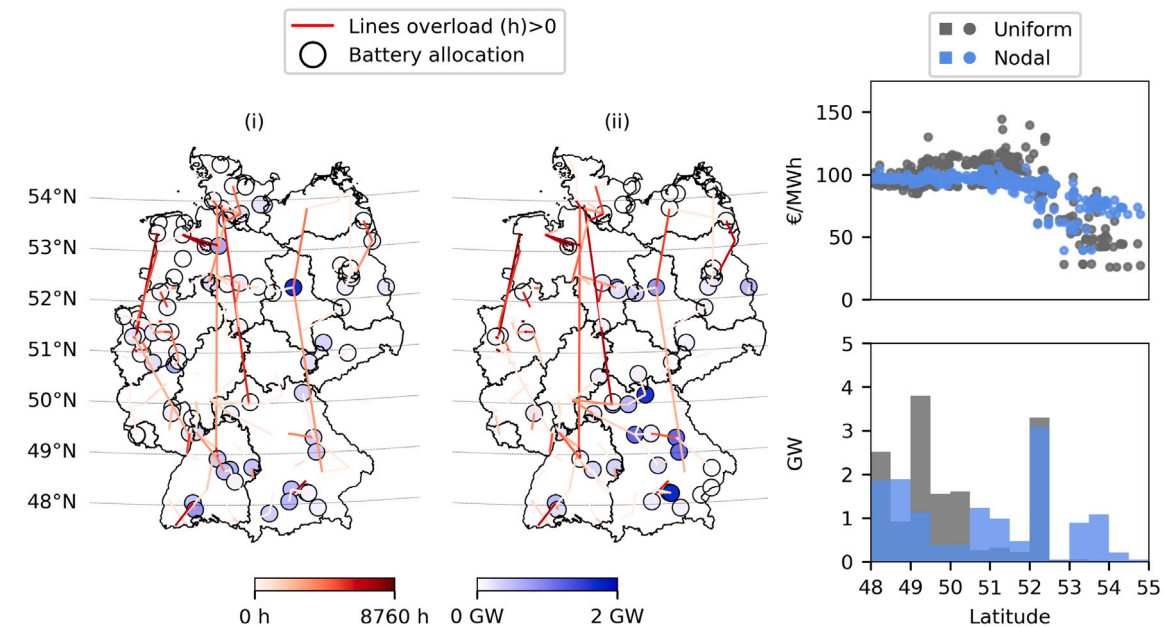 Lines overload (h)>0
Battery allocation
Uniform
Nodal
(i)
(ii)
54°N
53°N
52°N
51°N
50°N
49°N
48°N
0 h
8760 h
0 GW
2 GW
€/MWh
150
100
50
0
GW
5
4
3
2
1
0
48
49
50
51
52
53
54
55
Latitude